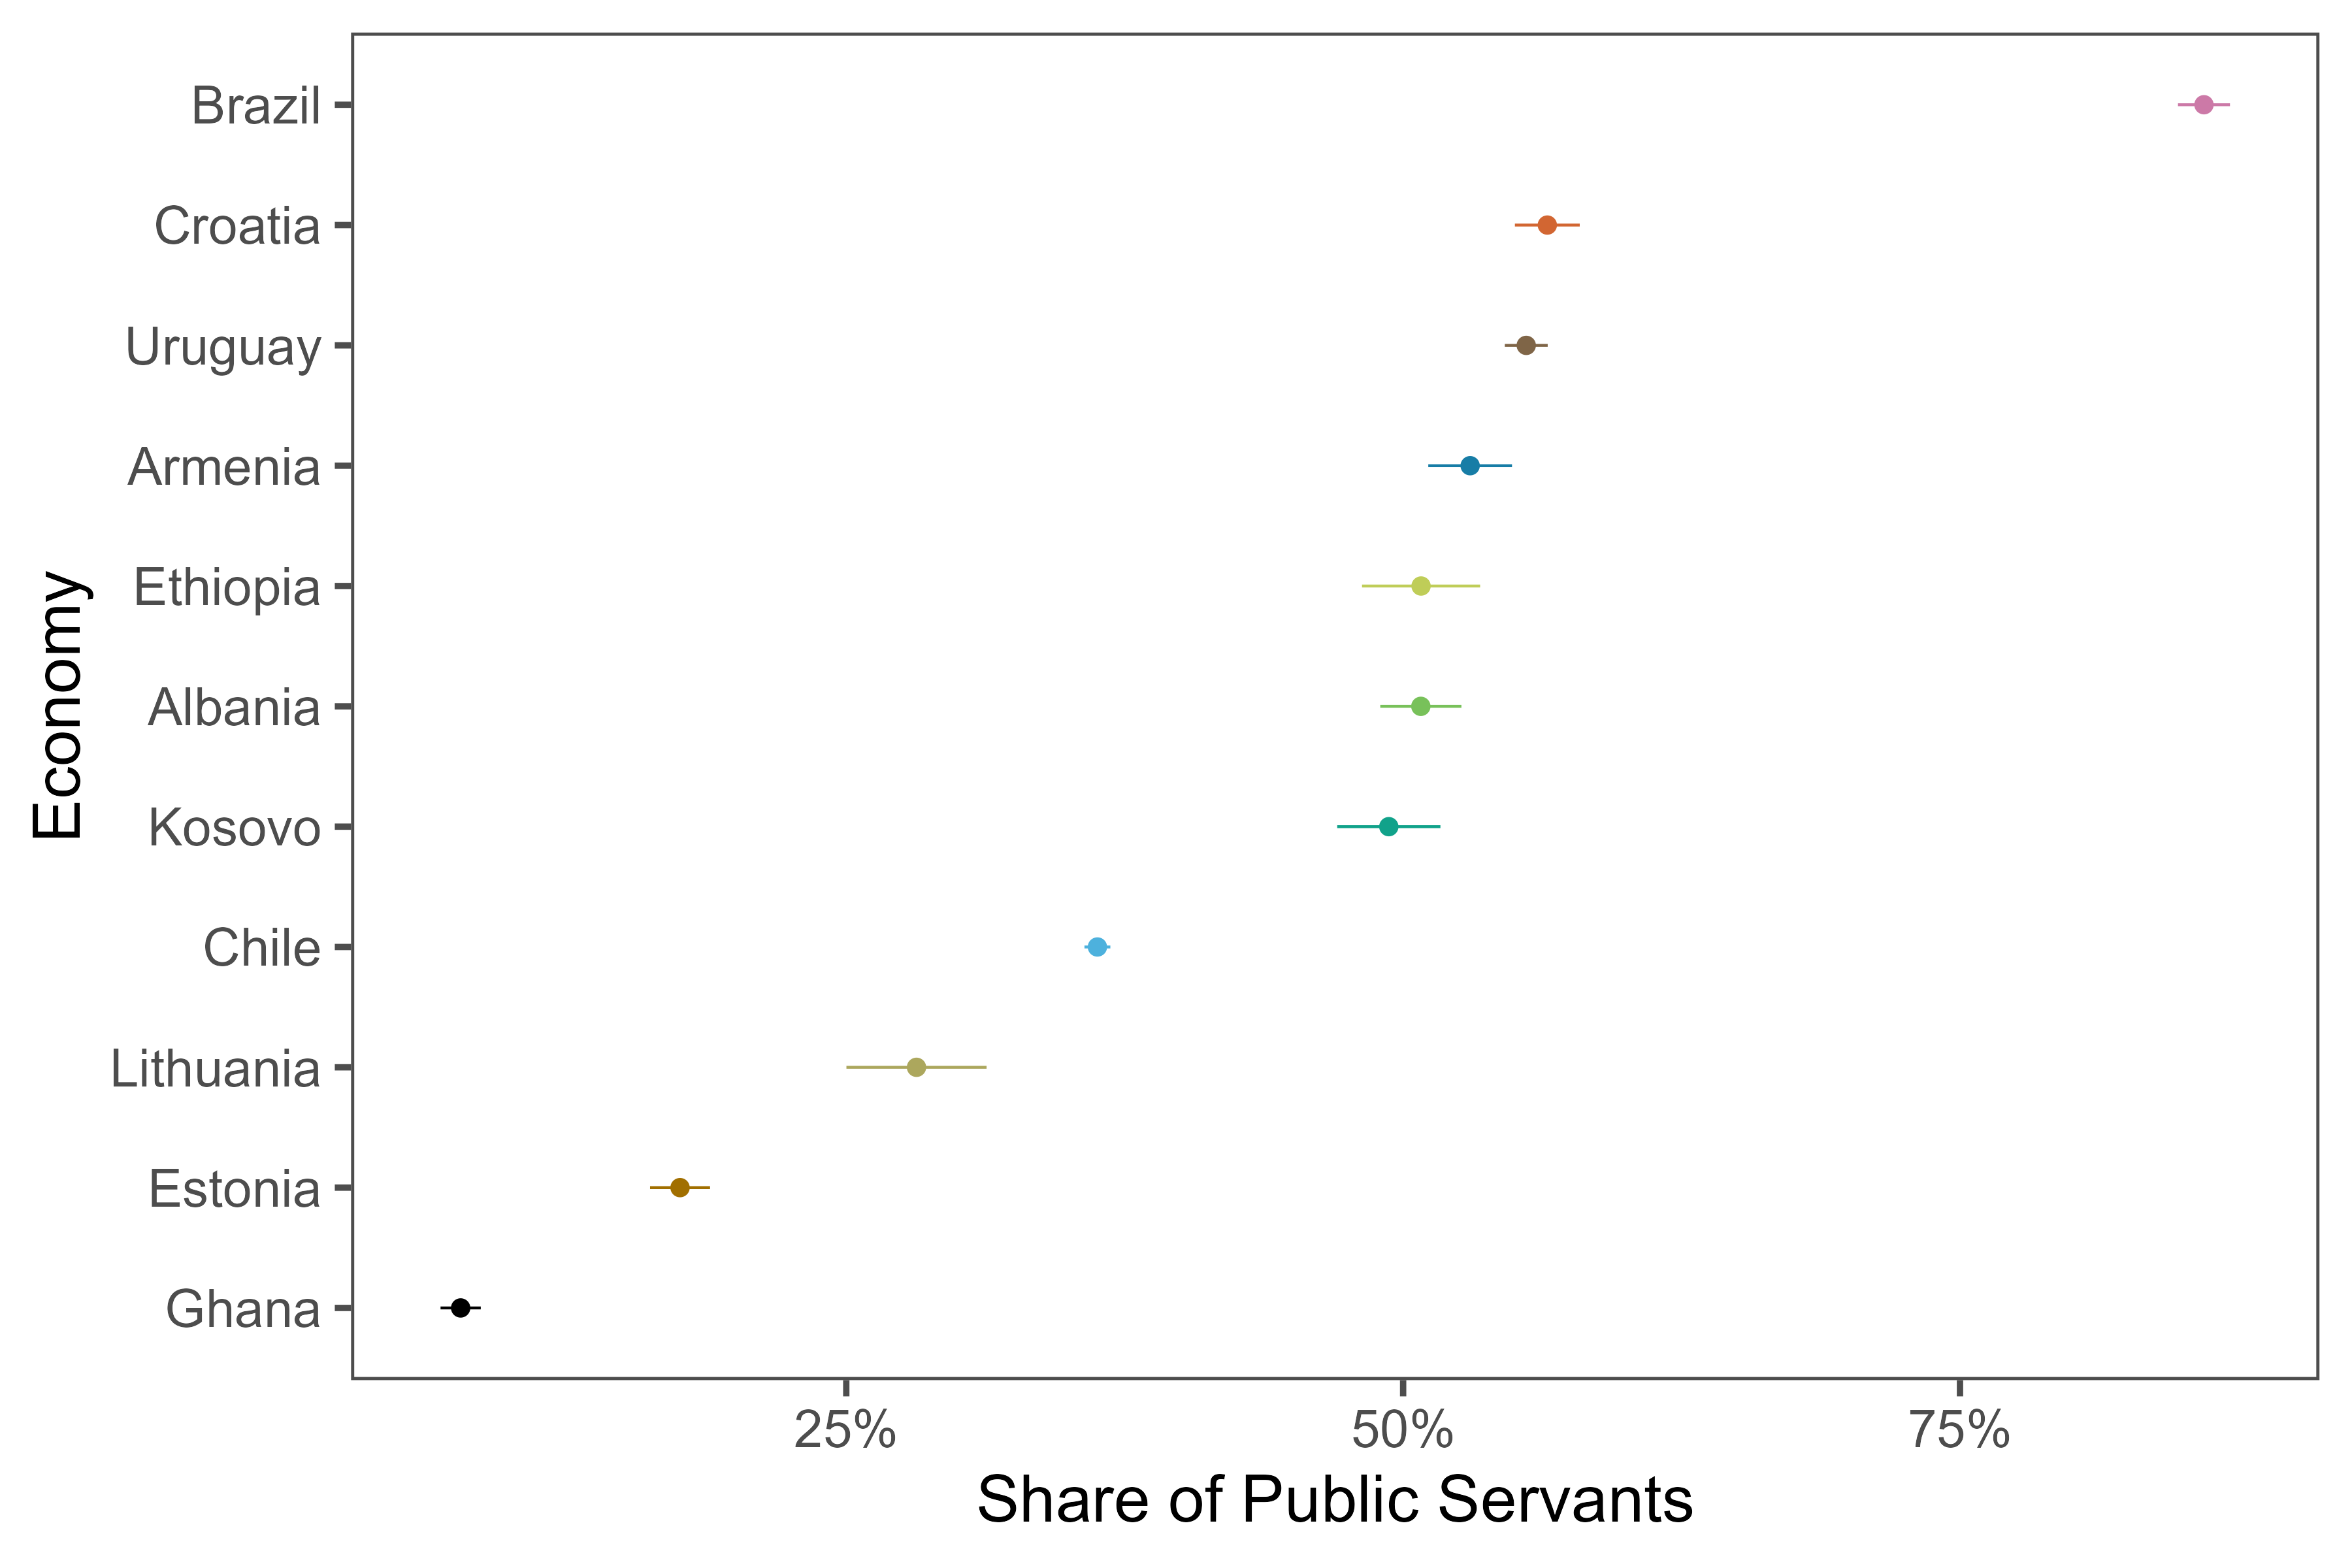 Brazil
Croatia
Uruguay
Armenia
Ethiopia
Albania
Kosovo
Chile
Lithuania
Estonia
Ghana
Economy
25% 50% 75%
Share of Public Servants